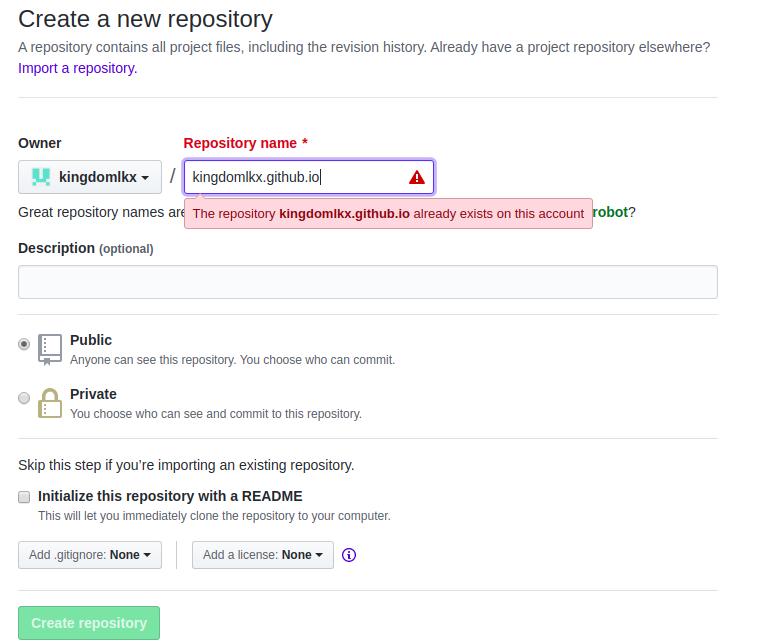 Create a new repository
A repository contains all project files, including the revision history. Already have a project repository elsewhere?
Import a repository.
Owner
Repository name *
kingdomlkx
/
kingdomlkx.github.io
Great repository names are
The repository kingdomlkx.github.io already exists on this account
robot?
Description (optional)
Public
Anyone can see this repository. You choose who can commit.
Private
You choose who can see and commit to this repository.
Skip this step if you’re importing an existing repository.
Initialize this repository with a README
This will let you immediately clone the repository to your computer.
Add .gitignore: None
Add a license: None
Create repository